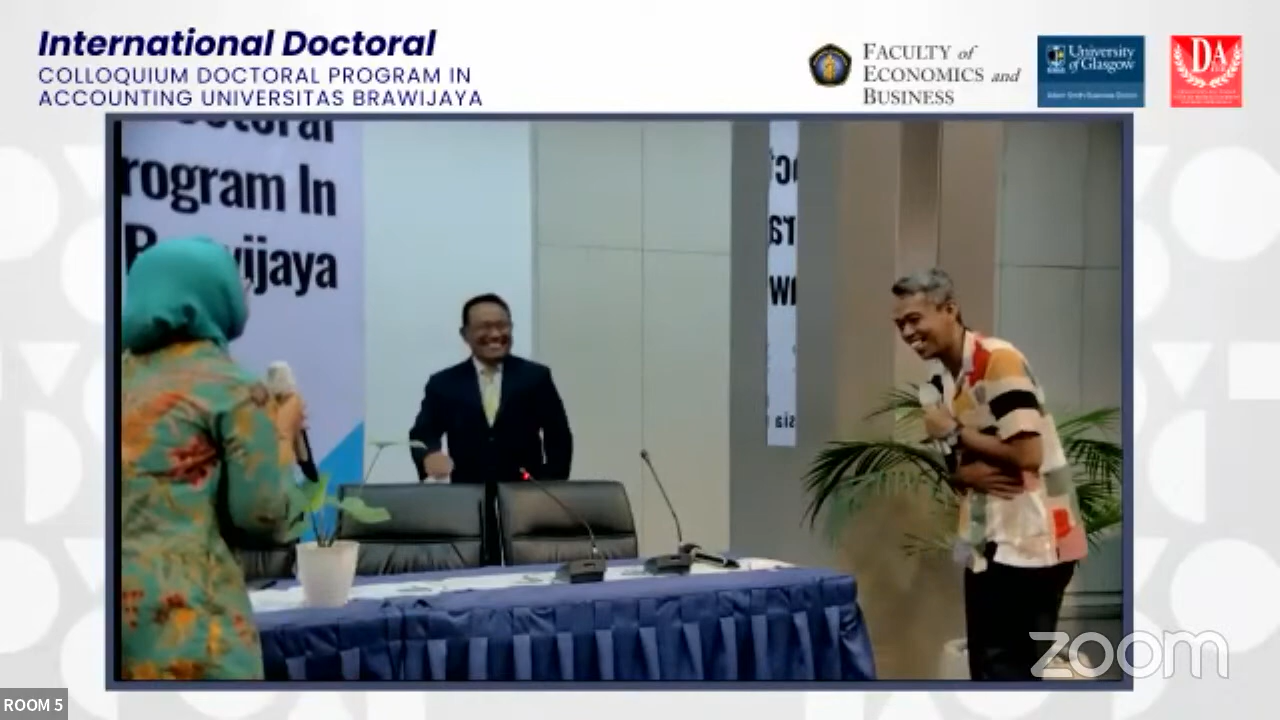 International Doctoral
COLLOQUIUM DOCTORAL PROGRAM IN
ACCOUNTING UNIVERSITAS BRAWIJAYA
FACULTY of
ECONOMICS and
BUSINESS
University
of Glasgow
DA
rogram In
wijaya
zoom
ROOM 5